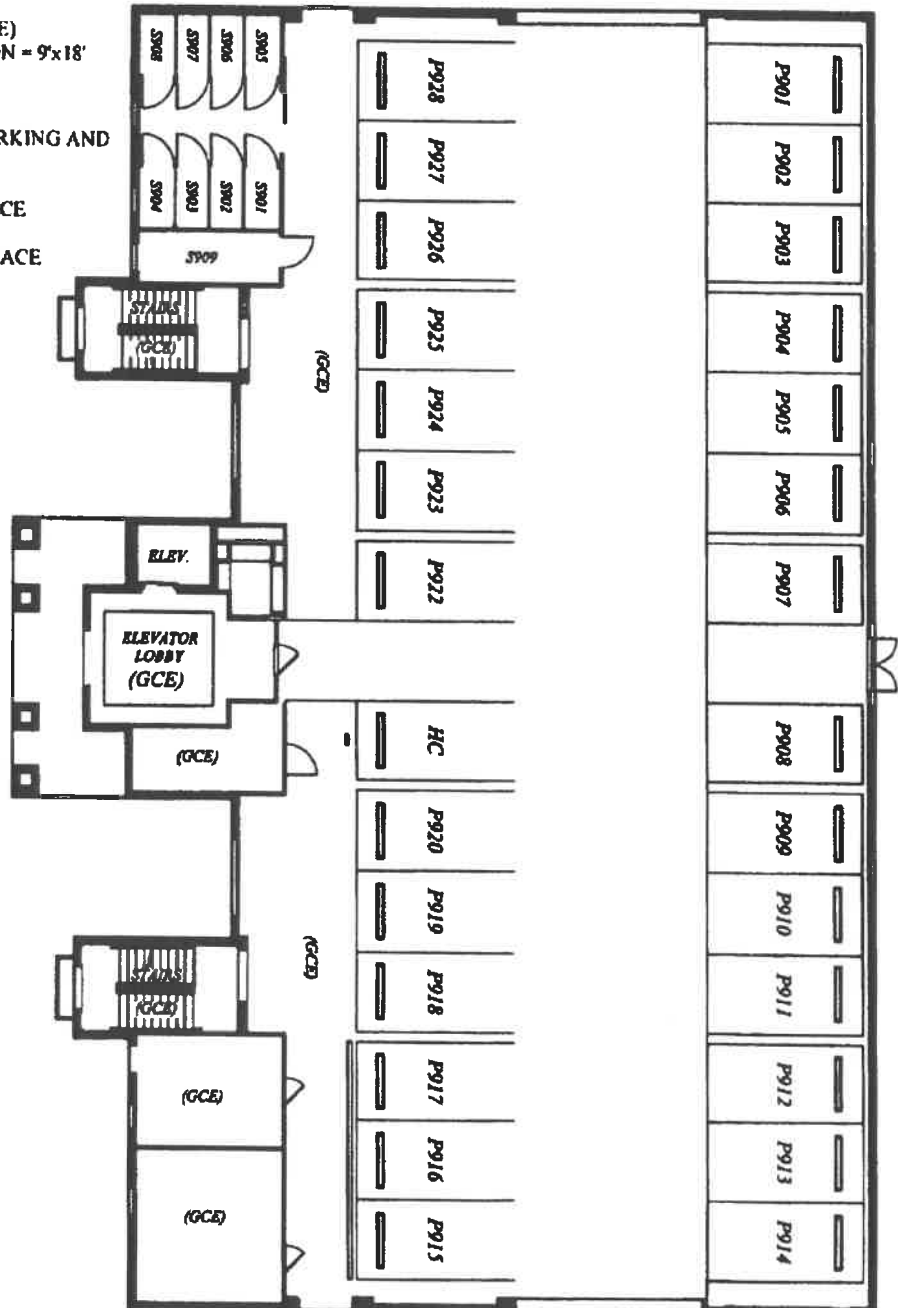 E)
N = 9'x18'
RKING AND
CE
ACE
S908
S907
S906
S905
S904
S903
S902
S901
S909
STAIRS
(GCE)
ELEV.
ELEVATOR
LOBBY
(GCE)
(GCE)
STAIRS
(GCE)
(GCE)
(GCE)
(GCE)
(GCE)
P928
P927
P926
P925
P924
P923
P922
HC
P920
P919
P918
P917
P916
P915
P901
P902
P903
P904
P905
P906
P907
P908
P909
P910
P911
P912
P913
P914